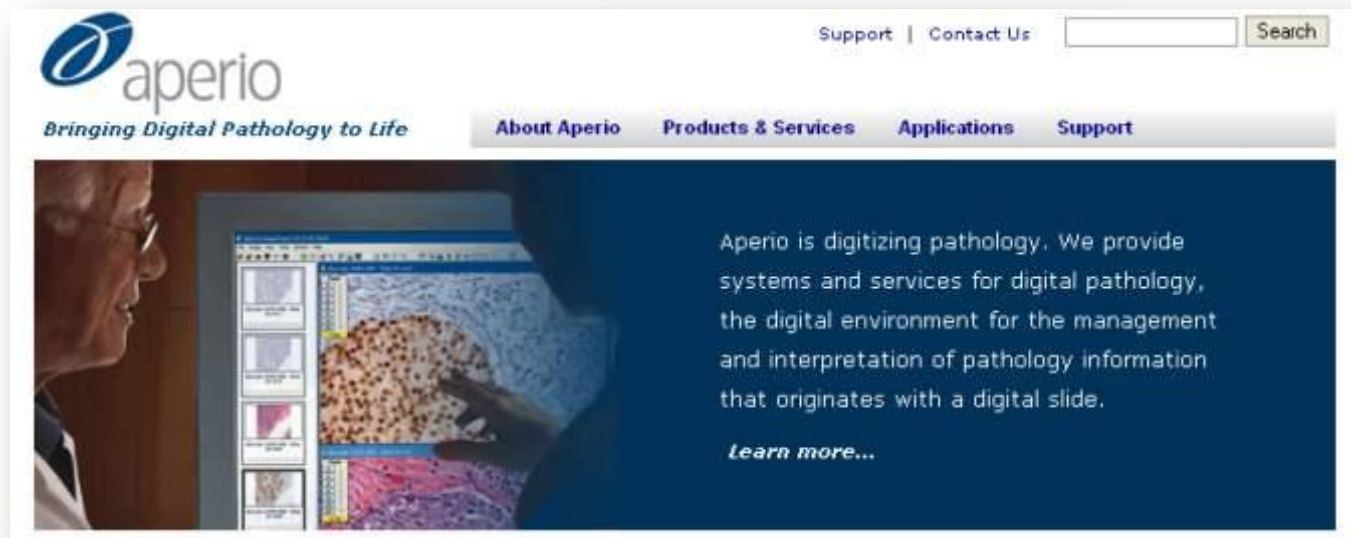 Support | Contact Us
Search
aperio
Bringing Digital Pathology to Life
About Aperio Products & Services Applications Support
Aperio is digitizing pathology. We provide
systems and services for digital pathology,
the digital environment for the management
and interpretation of pathology information
that originates with a digital slide.
Learn more...